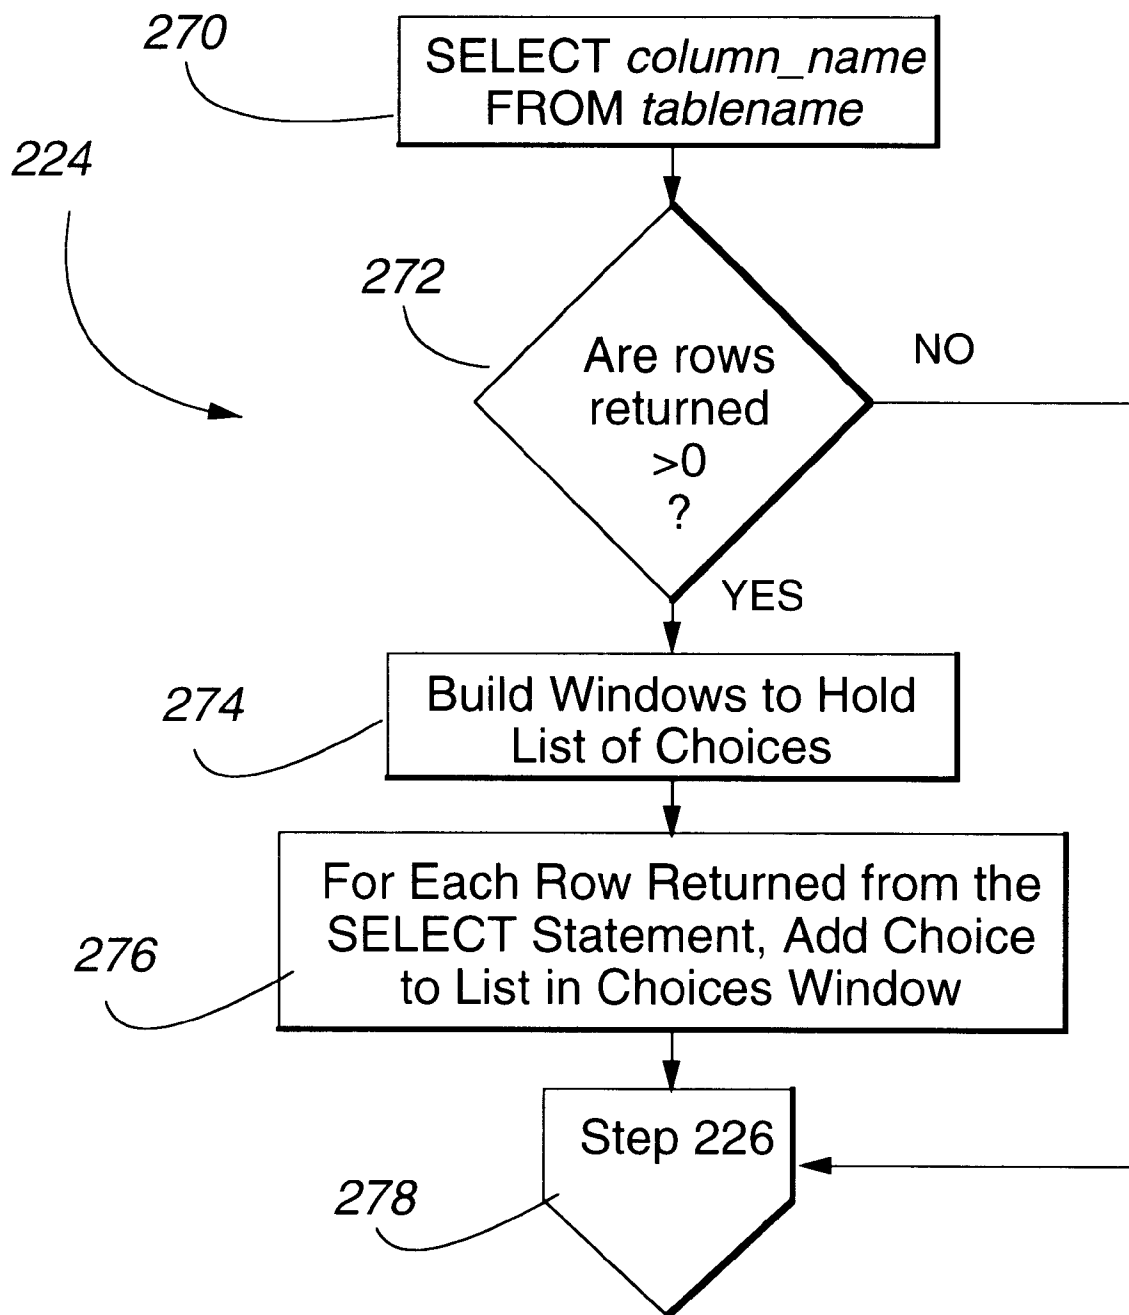 270
SELECT column_name
FROM tablename
224
272
Are rows
returned
>0
?
NO
YES
274
Build Windows to Hold
List of Choices
276
For Each Row Returned from the
SELECT Statement, Add Choice
to List in Choices Window
Step 226
278